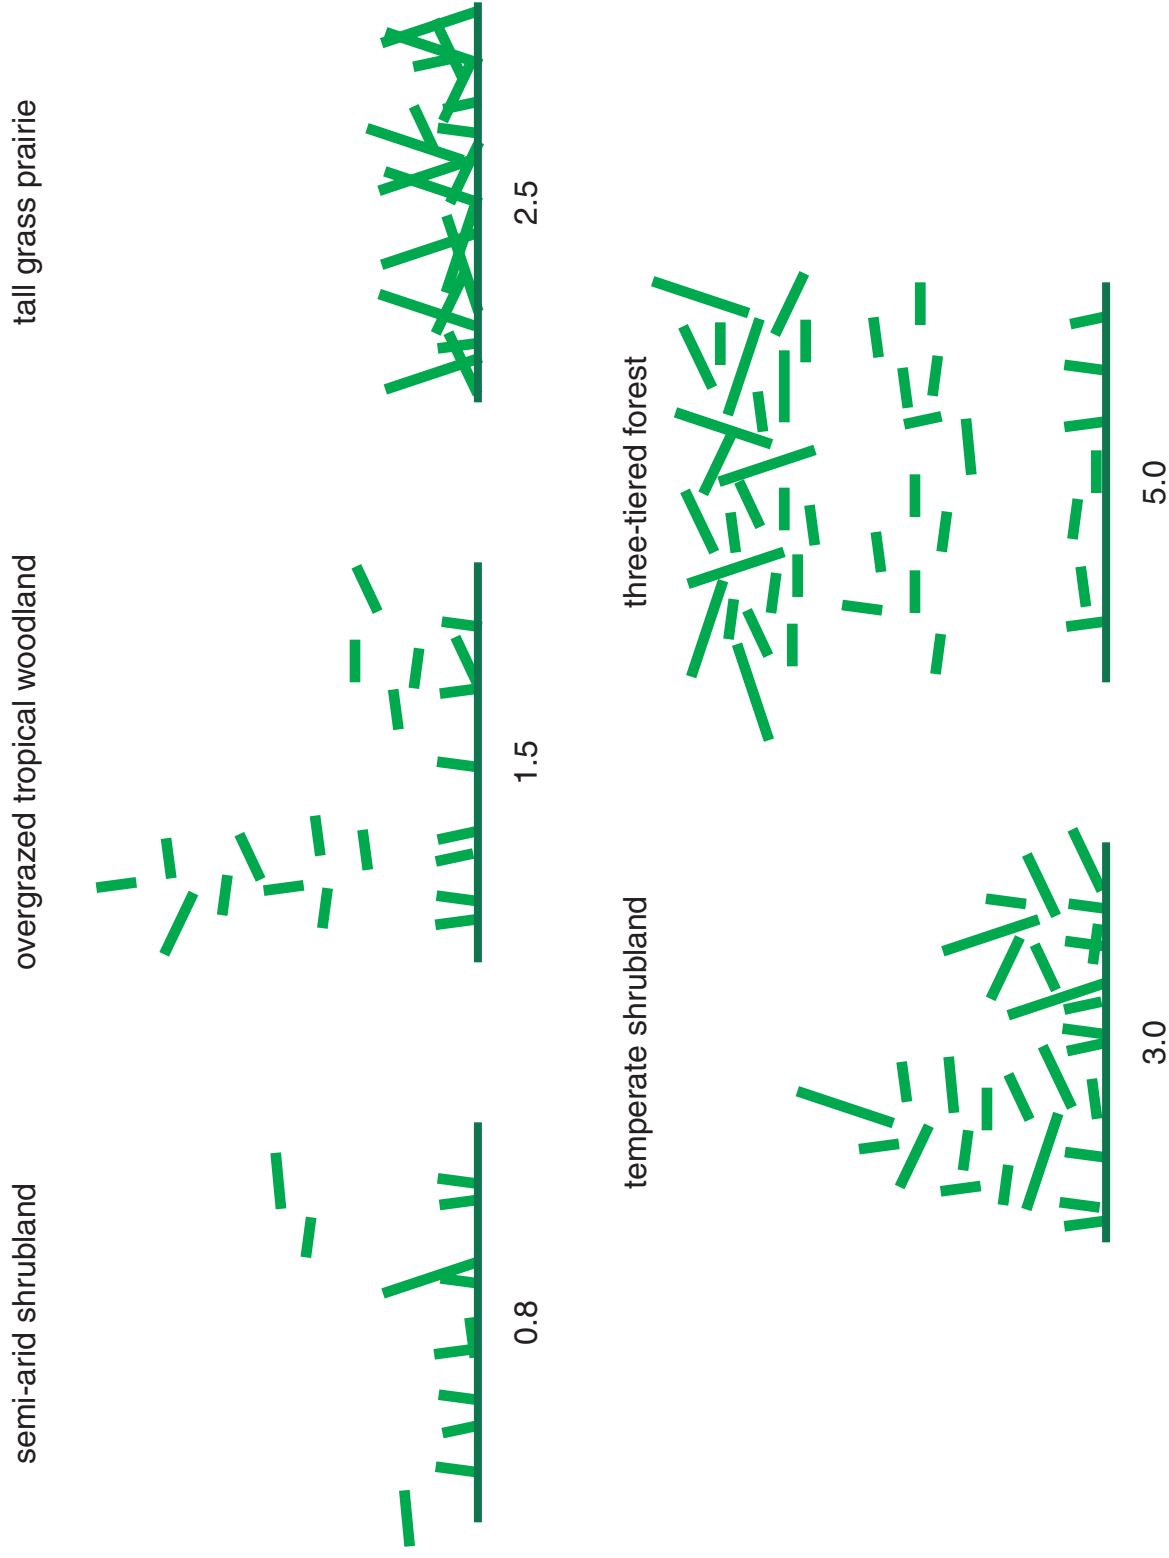 semi-arid shrubland
0.8
overgrazed tropical woodland
1.5
tall grass prairie
2.5
temperate shrubland
3.0
three-tiered forest
5.0